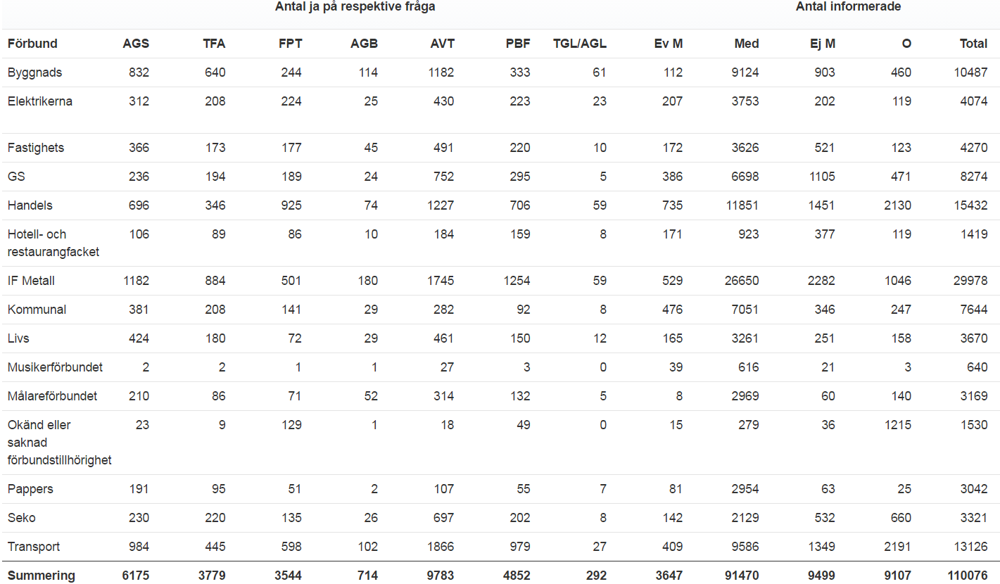 Antal ja på respektive fråga Antal informerade
Förbund AGS TFA FPT AGB AVT PBF TGL/AGL Ev M Med Ej M O Total
Byggnads 832 640 244 114 1182 333 61 112 9124 903 460 10487
Elektrikerna 312 208 224 25 430 223 23 207 3753 202 119 4074
Fastighets 366 173 177 45 491 220 10 172 3626 521 123 4270
GS 236 194 189 24 752 295 5 386 6698 1105 471 8274
Handels 696 346 925 74 1227 706 59 735 11851 1451 2130 15432
Hotell- och 106 89 86 10 184 159 8 171 923 377 119 1419
restaurangfacket
IF Metall 1182 884 501 180 1745 1254 59 529 26650 2282 1046 29978
Kommunal 381 208 141 29 282 92 8 476 7051 346 247 7644
Livs 424 180 72 29 461 150 12 165 3261 251 158 3670
Musikerförbundet 2 2 1 1 27 3 0 39 616 21 3 640
Målareförbundet 210 86 71 52 314 132 5 8 2969 60 140 3169
Okänd eller 23 9 129 1 18 49 0 15 279 36 1215 1530
saknad
förbundstillhörighet
Pappers 191 95 51 2 107 55 7 81 2954 63 25 3042
Seko 230 220 135 26 697 202 8 142 2129 532 660 3321
Transport 984 445 598 102 1866 979 27 409 9586 1349 2191 13126
Summering 6175 3779 3544 714 9783 4852 292 3647 91470 9499 9107 110076